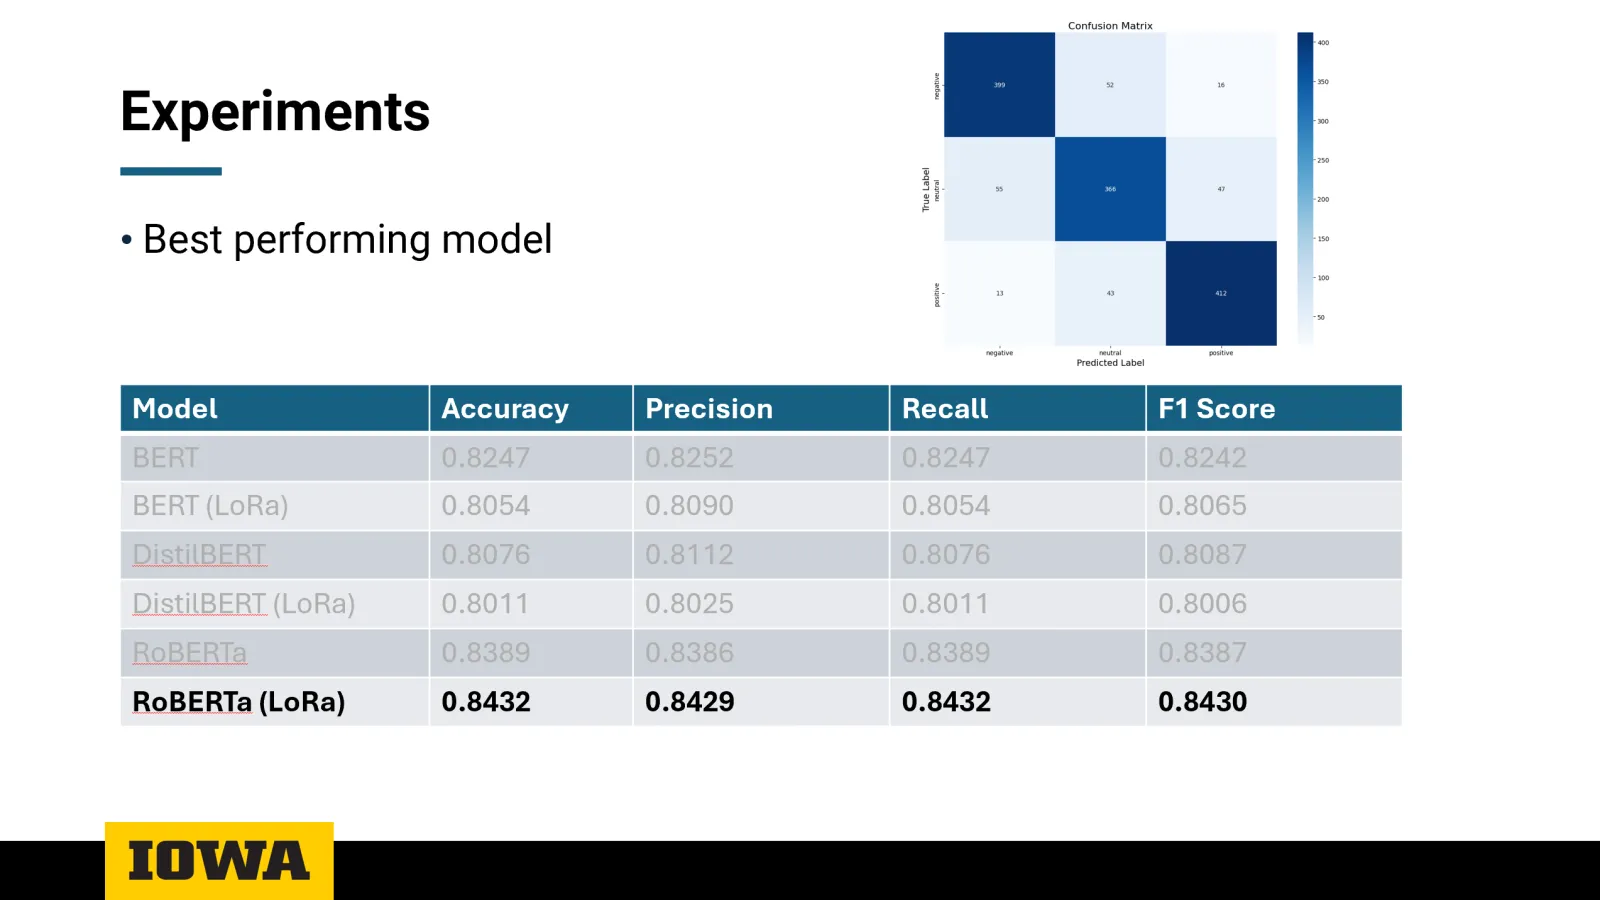 Experiments
• Best performing model
Confusion Matrix
True Label
negative
neutral
positive
399 52 16
55 366 47
13 43 412
negative neutral positive
Predicted Label
400
350
300
250
200
150
100
50
Model Accuracy Precision Recall F1 Score
BERT 0.8247 0.8252 0.8247 0.8242
BERT (LoRa) 0.8054 0.8090 0.8054 0.8065
DistilBERT 0.8076 0.8112 0.8076 0.8087
DistilBERT (LoRa) 0.8011 0.8025 0.8011 0.8006
RoBERTa 0.8389 0.8386 0.8389 0.8387
RoBERTa (LoRa) 0.8432 0.8429 0.8432 0.8430
IOWA